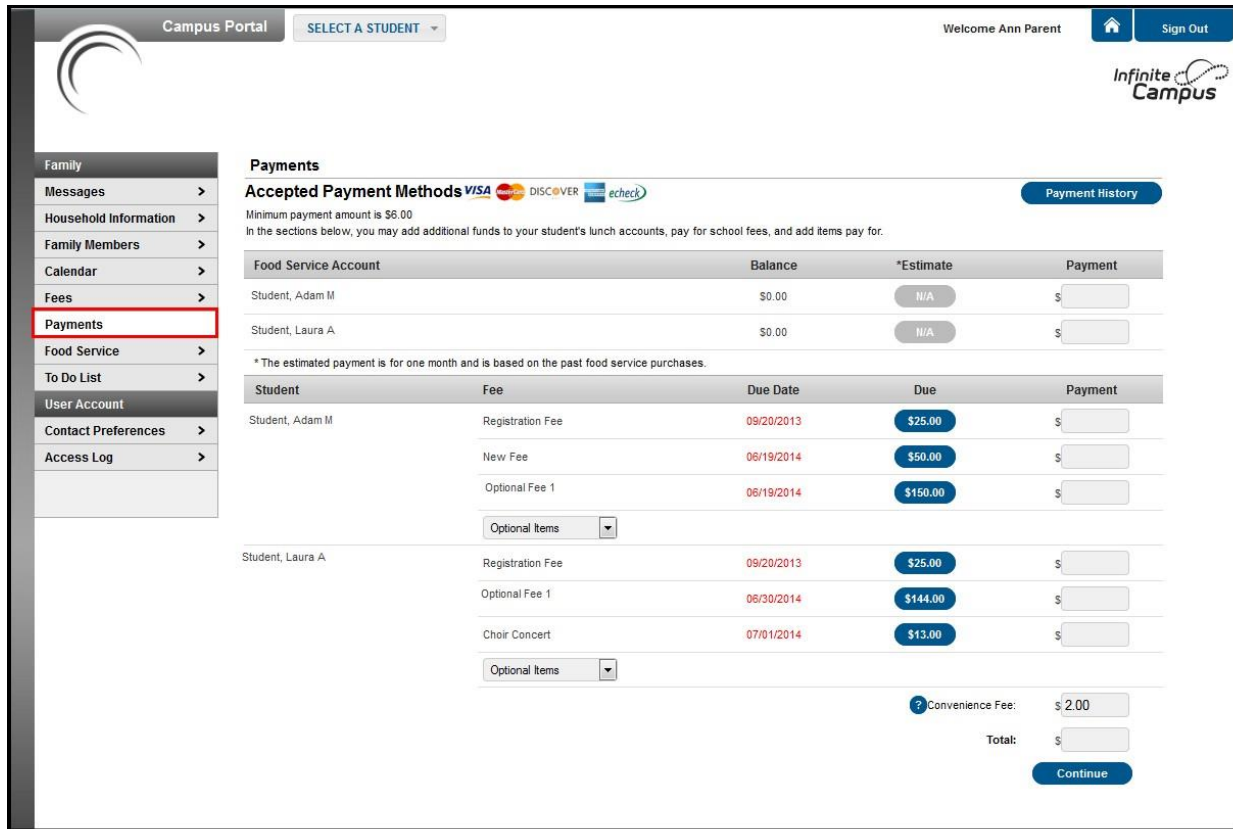 Campus Portal SELECT A STUDENT Welcome Ann Parent Sign Out
Infinite Campus
Family
Messages
Household Information
Family Members
Calendar
Fees
Payments
Food Service
To Do List
User Account
Contact Preferences
Access Log
Payments
Accepted Payment Methods VISA MasterCard DISCOVER echeck
Payment History
Minimum payment amount is $6.00
In the sections below, you may add additional funds to your student's lunch accounts, pay for school fees, and add items pay for.
Food Service Account Balance *Estimate Payment
Student, Adam M $0.00 N/A $
Student, Laura A $0.00 N/A $
* The estimated payment is for one month and is based on the past food service purchases.
Student Fee Due Date Due Payment
Student, Adam M Registration Fee 09/20/2013 $25.00 $
New Fee 06/19/2014 $50.00 $
Optional Fee 1 06/19/2014 $150.00 $
Optional Items
Student, Laura A Registration Fee 09/20/2013 $25.00 $
Optional Fee 1 06/30/2014 $144.00 $
Choir Concert 07/01/2014 $13.00 $
Optional Items
? Convenience Fee: $ 2.00
Total: $
Continue